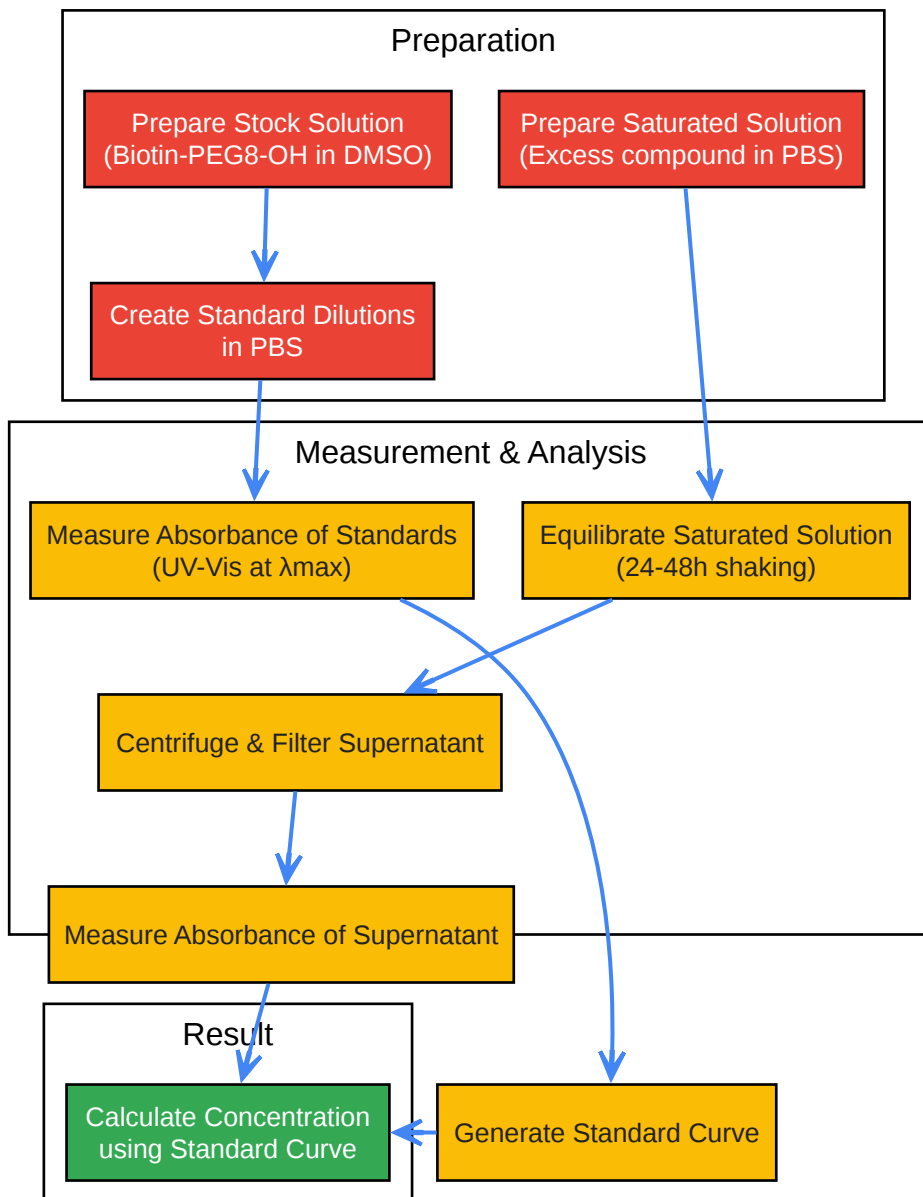 Preparation
Prepare Stock Solution
(Biotin-PEG8-OH in DMSO)
Prepare Saturated Solution
(Excess compound in PBS)
Create Standard Dilutions
in PBS
Measurement & Analysis
Measure Absorbance of Standards
(UV-Vis at λmax)
Equilibrate Saturated Solution
(24-48h shaking)
Centrifuge & Filter Supernatant
Measure Absorbance of Supernatant
Result
Calculate Concentration
using Standard Curve
Generate Standard Curve